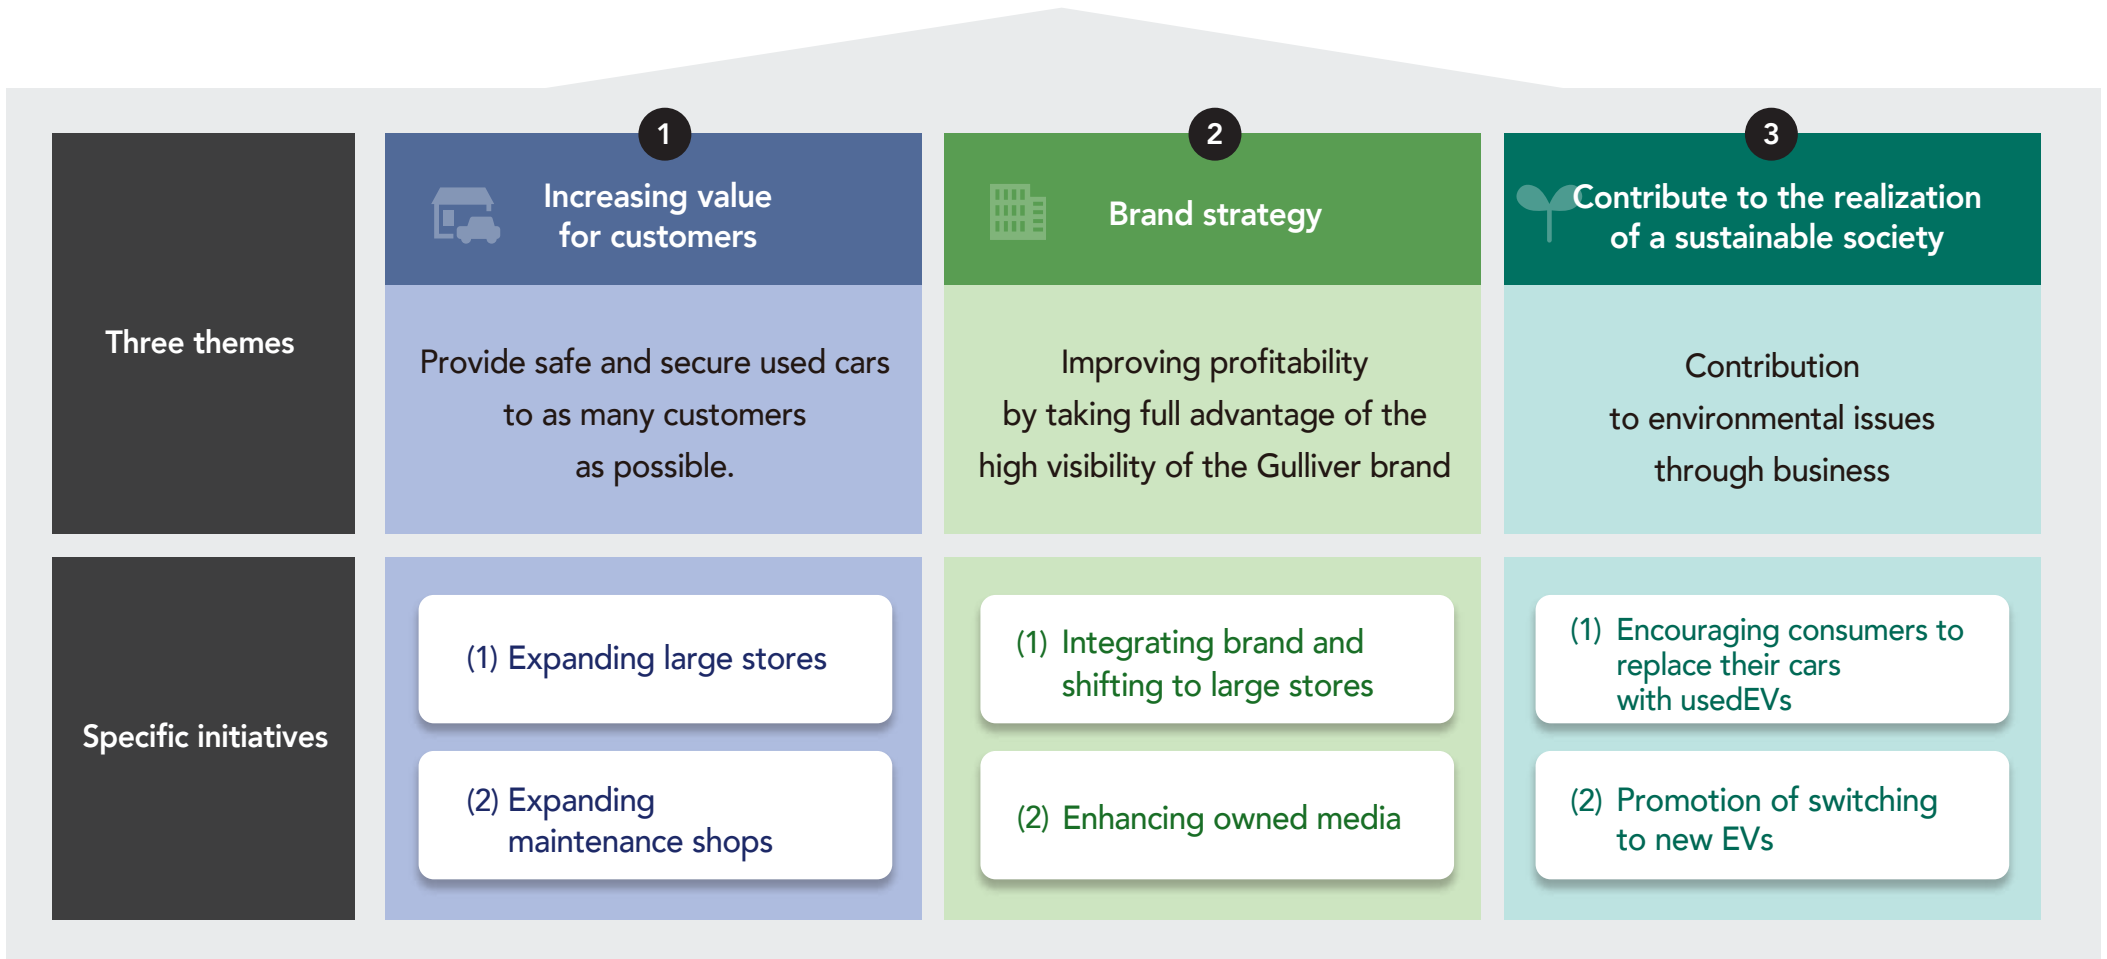 Three themes
1
Increasing value
for customers
Provide safe and secure used cars
to as many customers
as possible.
2
Brand strategy
Improving profitability
by taking full advantage of the
high visibility of the Gulliver brand
3
Contribute to the realization
of a sustainable society
Contribution
to environmental issues
through business
Specific initiatives
(1) Expanding large stores
(2) Expanding
maintenance shops
(1) Integrating brand and
shifting to large stores
(2) Enhancing owned media
(1) Encouraging consumers to
replace their cars
with usedEVs
(2) Promotion of switching
to new EVs